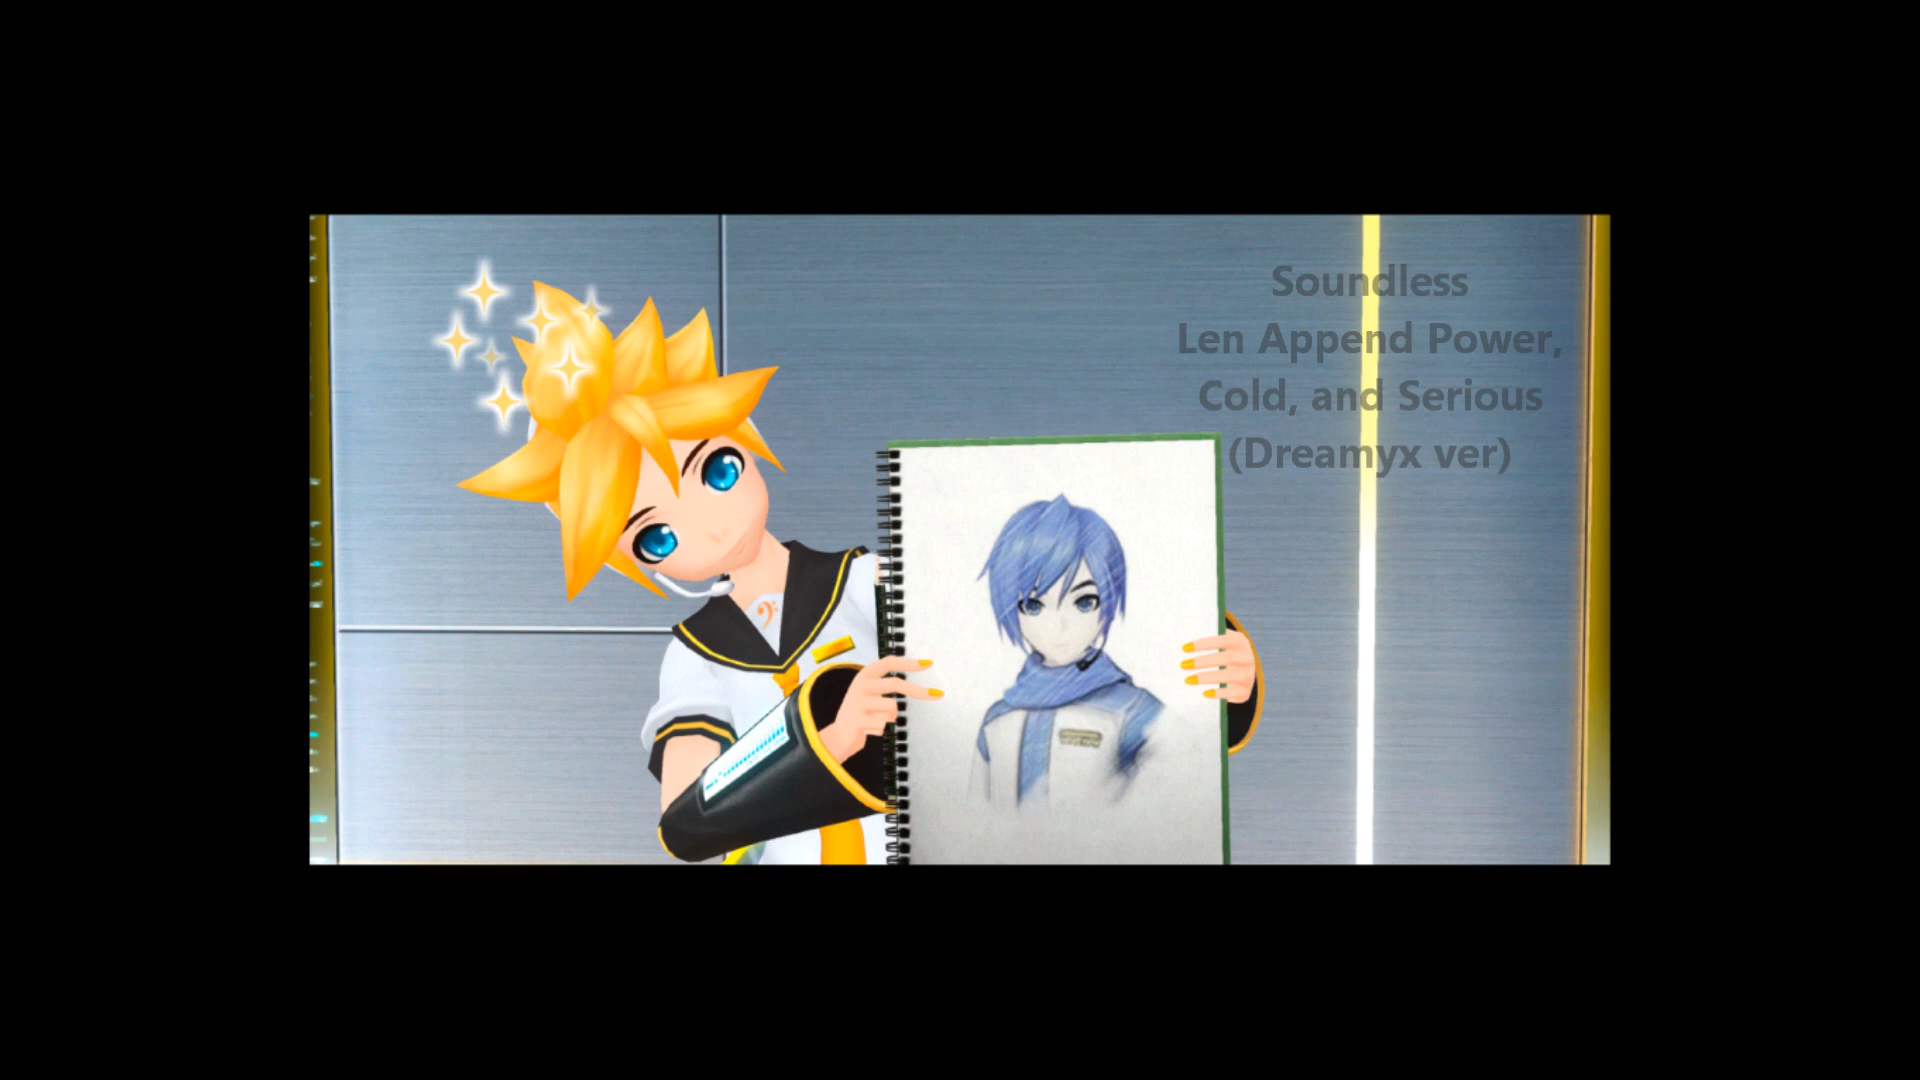 Soundless
Len Append Power,
Cold, and Serious
(Dreamyx ver)